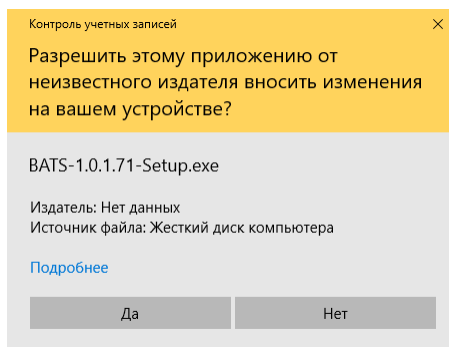 Контроль учетных записей
Разрешить этому приложению от
неизвестного издателя вносить изменения
на вашем устройстве?
BATS-1.0.1.71-Setup.exe
Издатель: Нет данных
Источник файла: Жесткий диск компьютера
Подробнее
Да
Нет